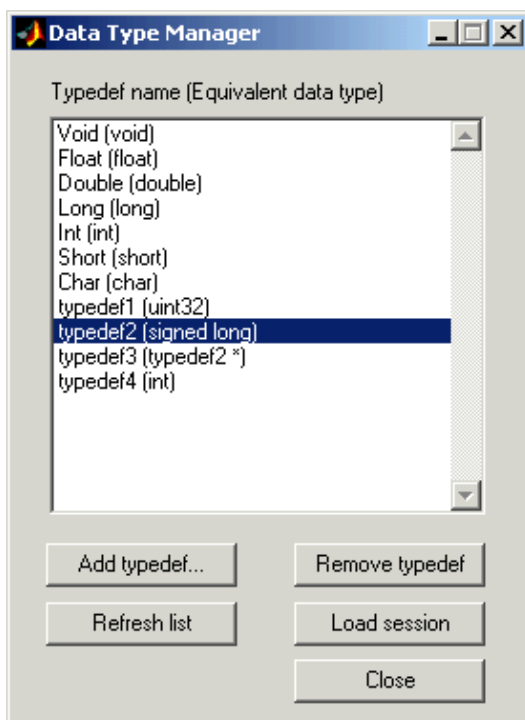 Data Type Manager
Typedef name (Equivalent data type)
Void (void)
Float (float)
Double (double)
Long (long)
Int (int)
Short (short)
Char (char)
typedef1 (uint32)
typedef2 (signed long)
typedef3 (typedef2 *)
typedef4 (int)
Add typedef... Remove typedef
Refresh list Load session
Close